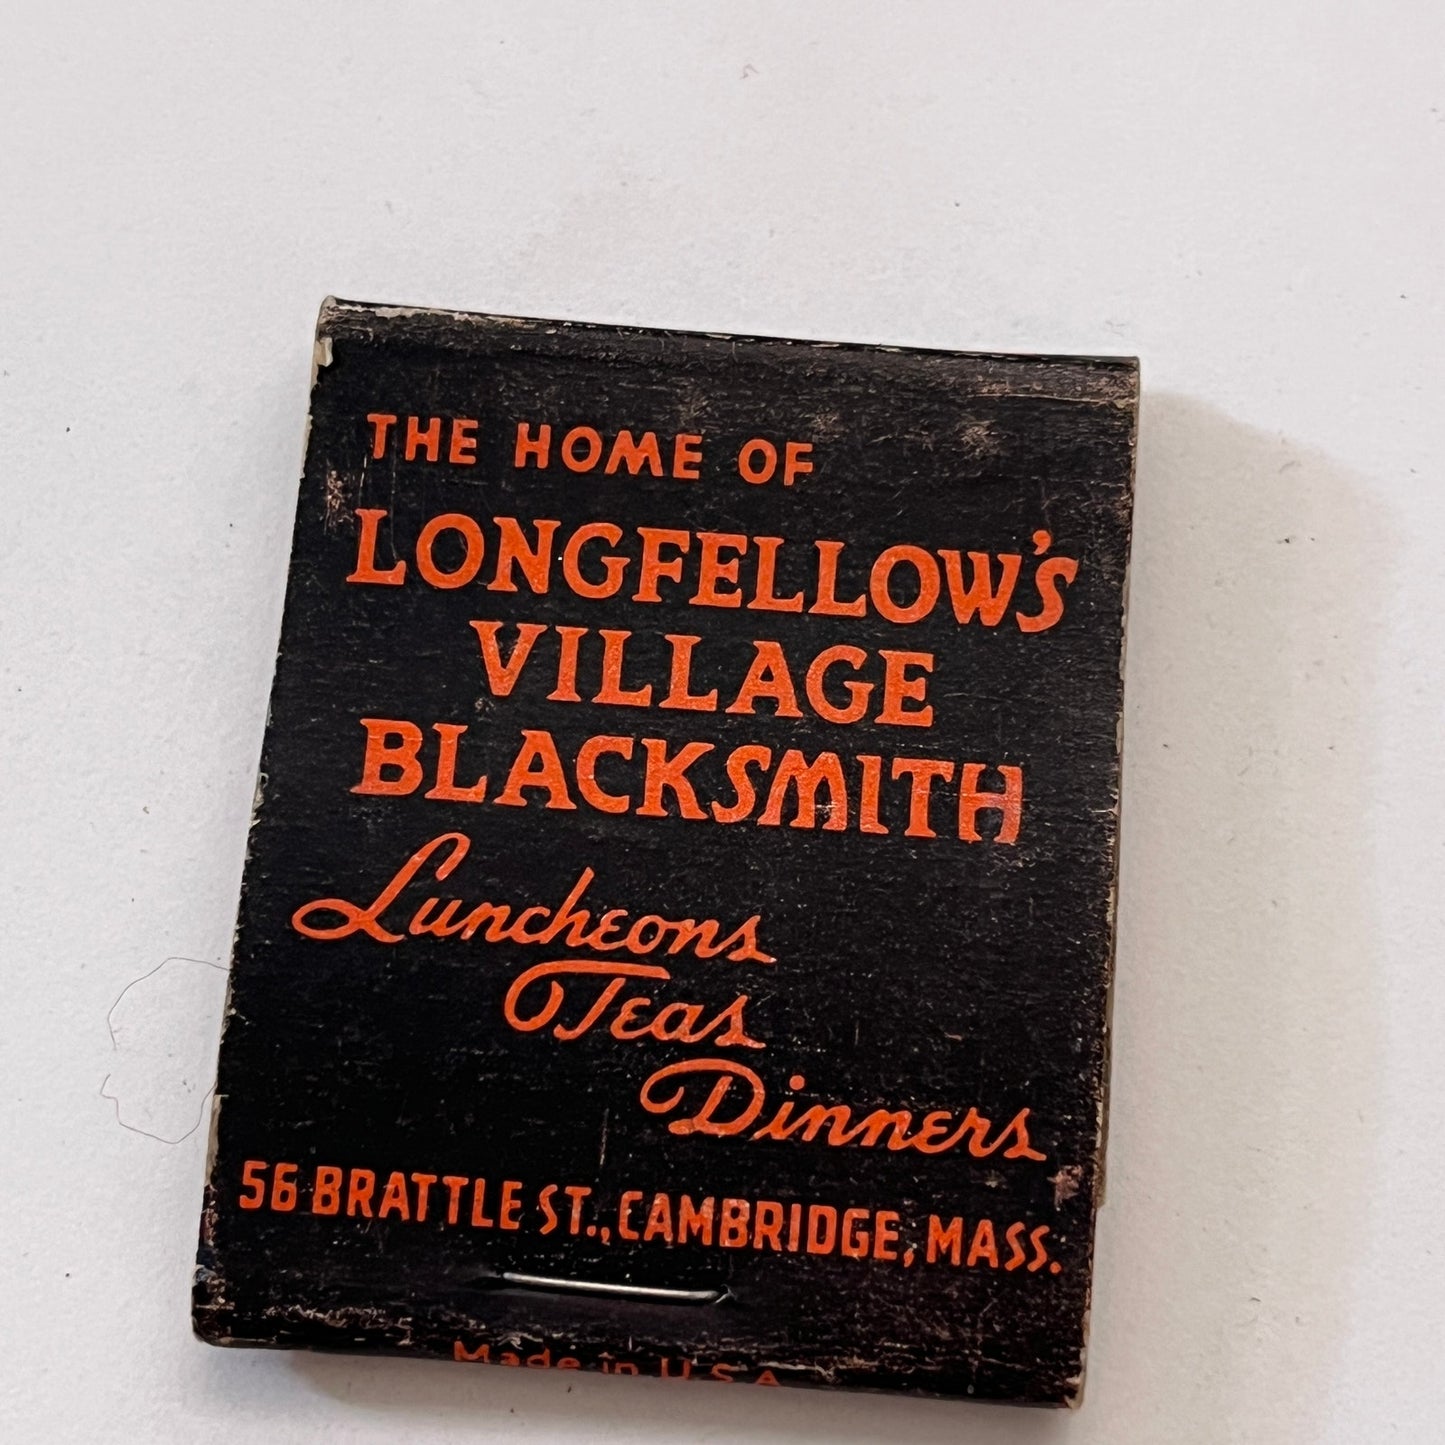 THE HOME OF
LONGFELLOW'S
VILLAGE
BLACKSMITH
Luncheons
Teas
Dinners
56 BRATTLE ST., CAMBRIDGE, MASS.
Made in U.S.A.